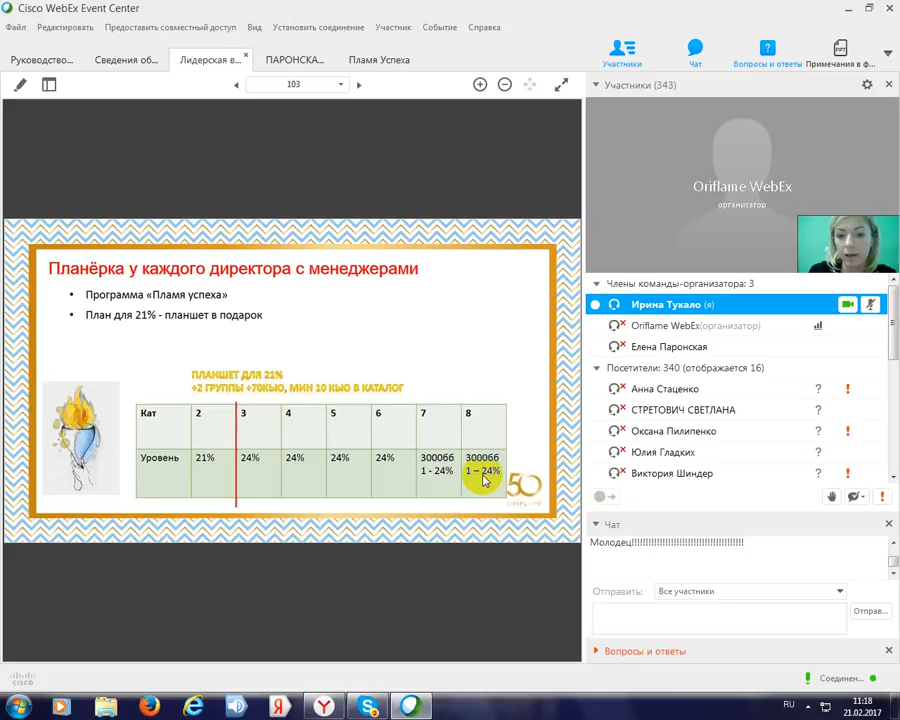 Cisco WebEx Event Center
Файл Редактировать Предоставить совместный доступ Вид Установить соединение Участник Событие Справка
Руководство... Сведения об... Лидерская в... ПАРОНСКА... Пламя Успеха
Участники Чат Вопросы и ответы Примечания в ф...
103
Участники (343)
Oriflame WebEx
организатор
Планёрка у каждого директора с менеджерами
• Программа «Пламя успеха»
• План для 21% - планшет в подарок
ПЛАНШЕТ ДЛЯ 21%
+2 ГРУППЫ +70КЬЮ, МИН 10 КЬЮ В КАТАЛОГ
Кат 2 3 4 5 6 7 8
Уровень 21% 24% 24% 24% 24% 3000бб 3000бб
1 - 24% 1 – 24%
50
ORIFLAME
Члены команды-организатора: 3
Ирина Тукало (я)
Oriflame WebEx(организатор)
Елена Паронская
Посетители: 340 (отображается 16)
Анна Стаценко
СТРЕТОВИЧ СВЕТЛАНА
Оксана Пилипенко
Юлия Гладких
Виктория Шиндер
Чат
Молодец!!!!!!!!!!!!!!!!!!!!!!!!!!!!!!!!!!!!!!!!
Отправить: Все участники
Отправ...
Вопросы и ответы
cisco
Соединен...
RU 11:18
21.02.2017